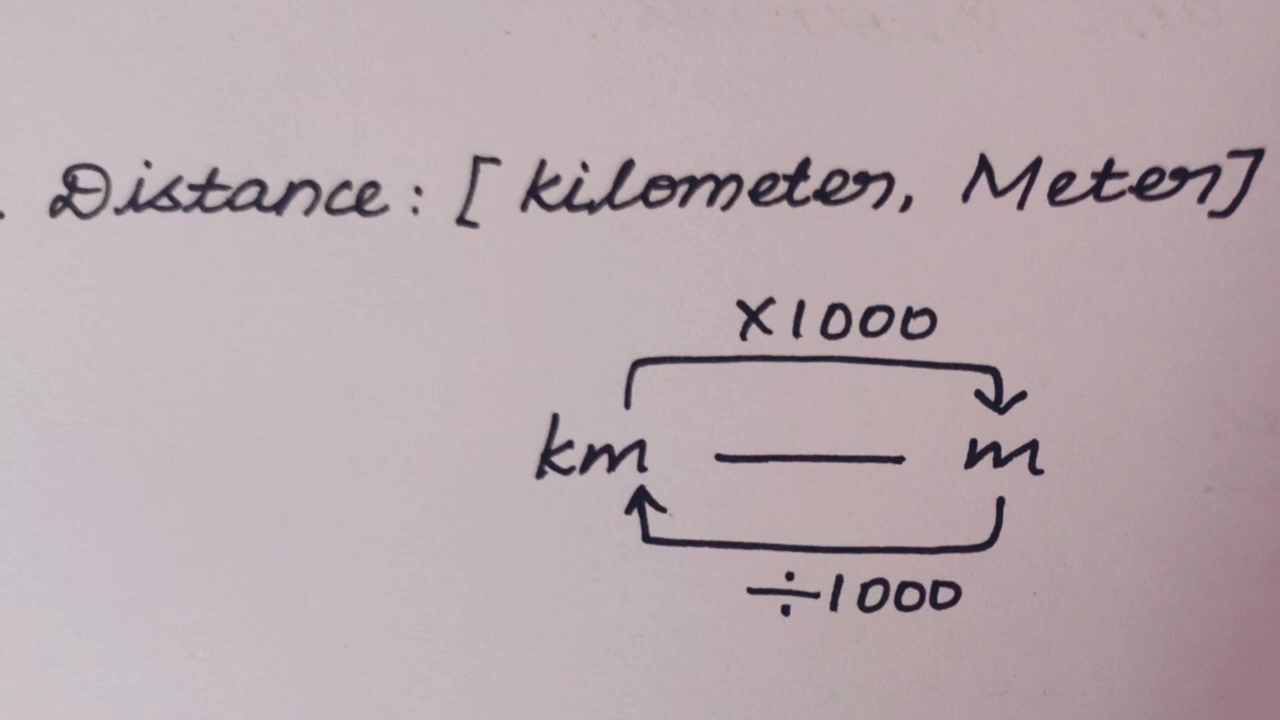 . Distance: [kilometer, Meter]
×1000
km — m
÷1000